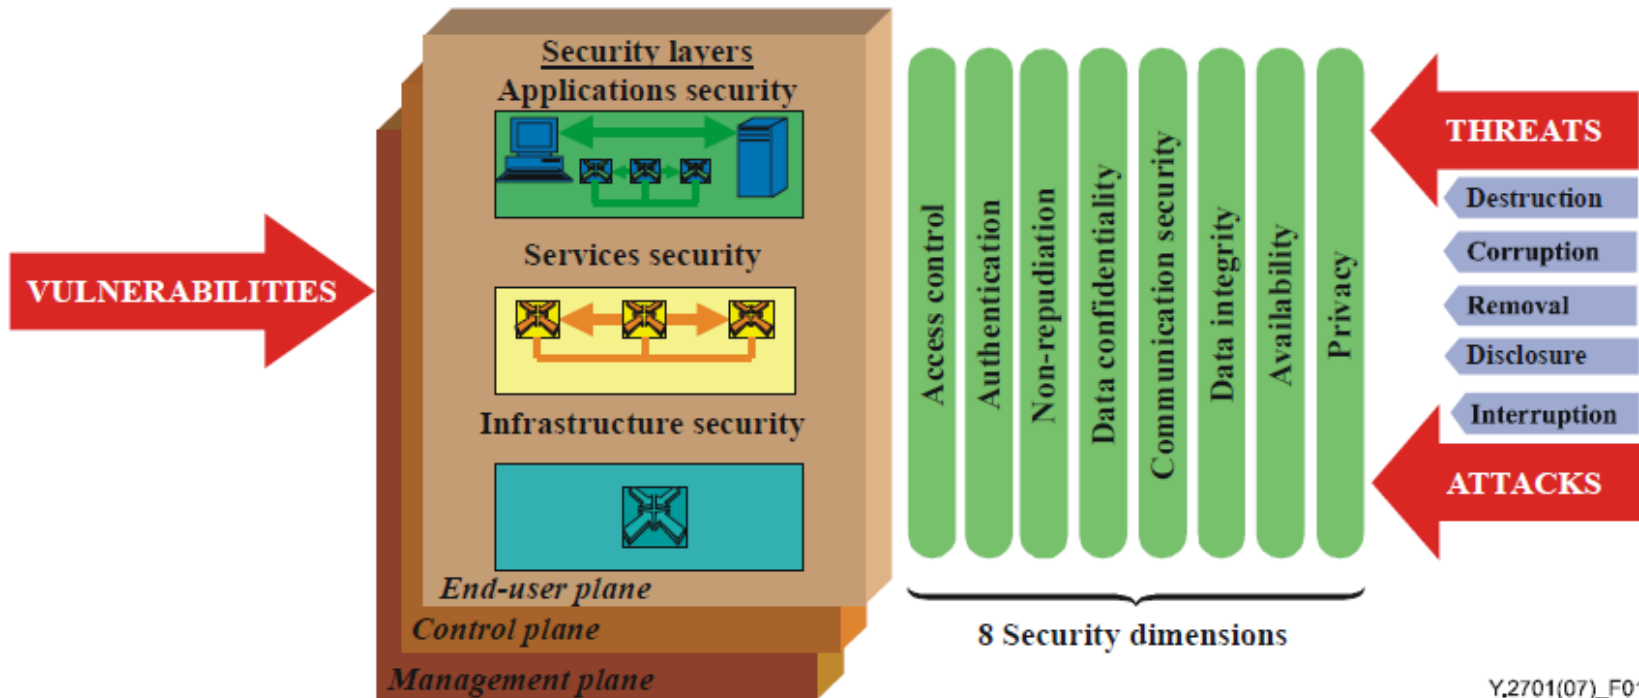 Security layers
Applications security
Services security
Infrastructure security
End-user plane
Control plane
Management plane
VULNERABILITIES
Access control
Authentication
Non-repudiation
Data confidentiality
Communication security
Data integrity
Availability
Privacy
8 Security dimensions
THREATS
Destruction
Corruption
Removal
Disclosure
Interruption
ATTACKS
Y.2701(07)_F01